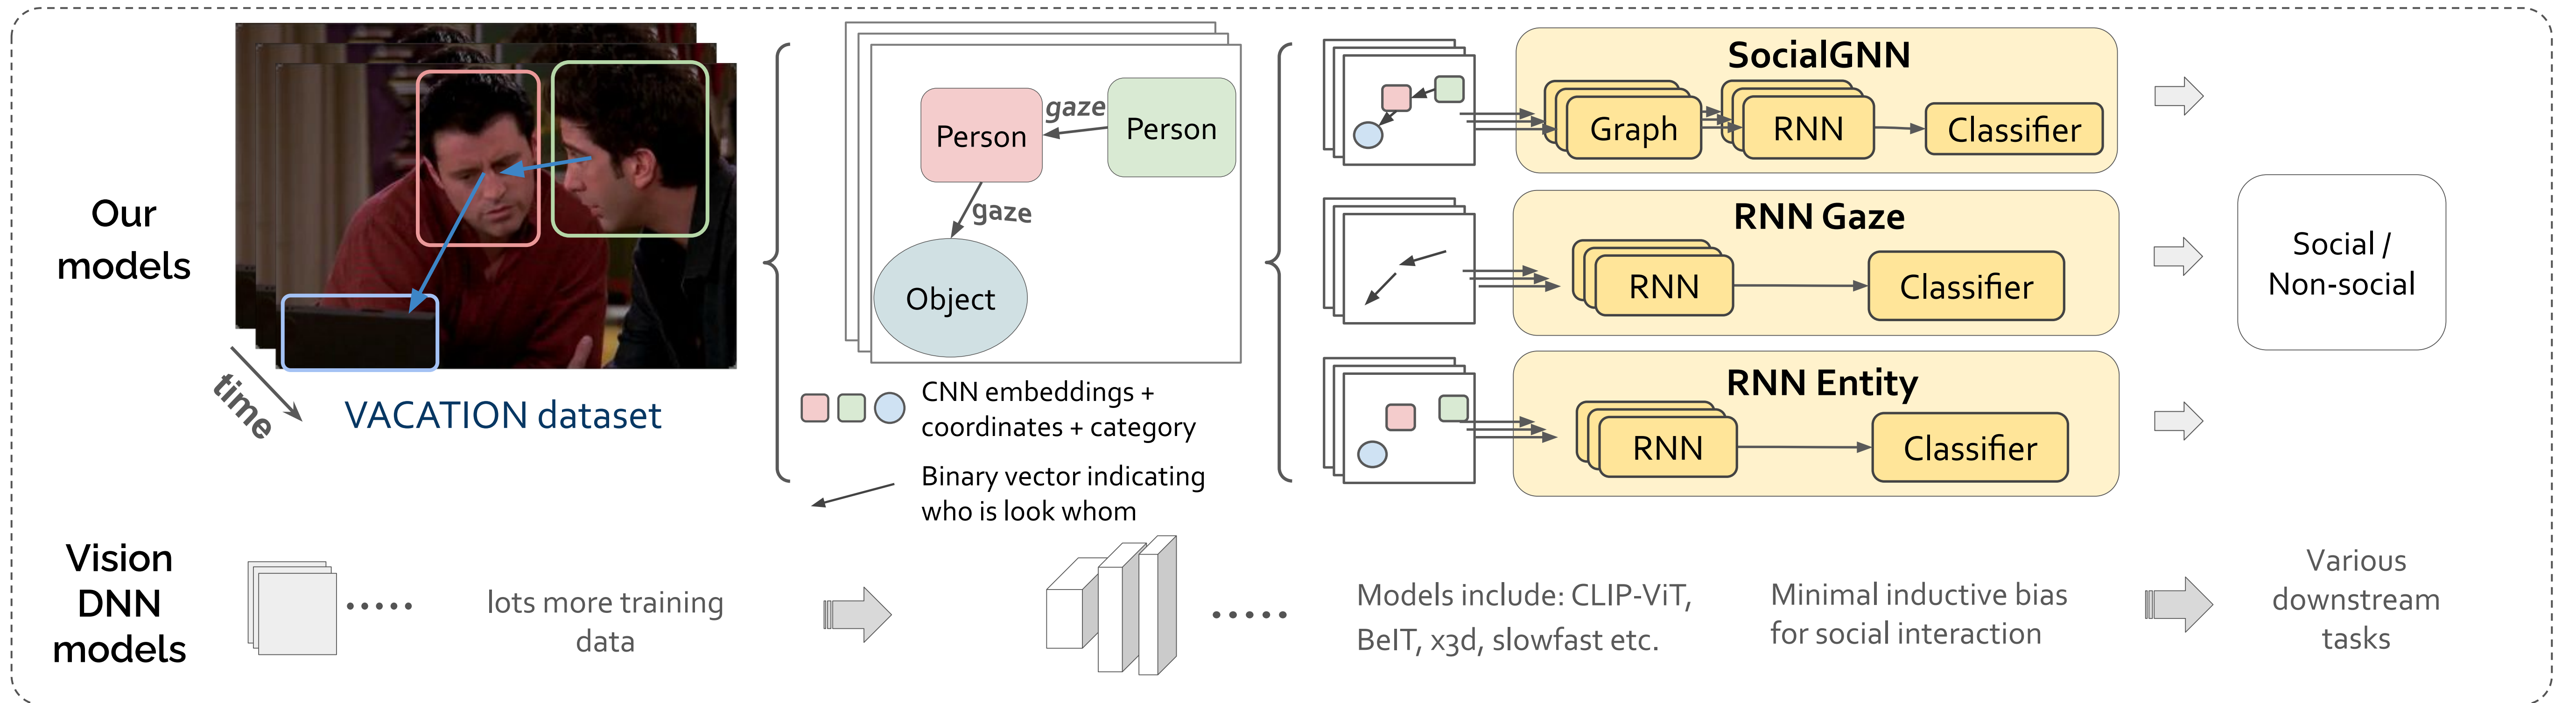 Our
models
time
VACATION dataset
Person
gaze
Person
gaze
Object
CNN embeddings +
coordinates + category
Binary vector indicating
who is look whom
SocialGNN
Graph
RNN
Classifier
RNN Gaze
RNN
Classifier
RNN Entity
RNN
Classifier
Social /
Non-social
Vision
DNN
models
lots more training
data
Models include: CLIP-ViT,
BeIT, x3d, slowfast etc.
Minimal inductive bias
for social interaction
Various
downstream
tasks